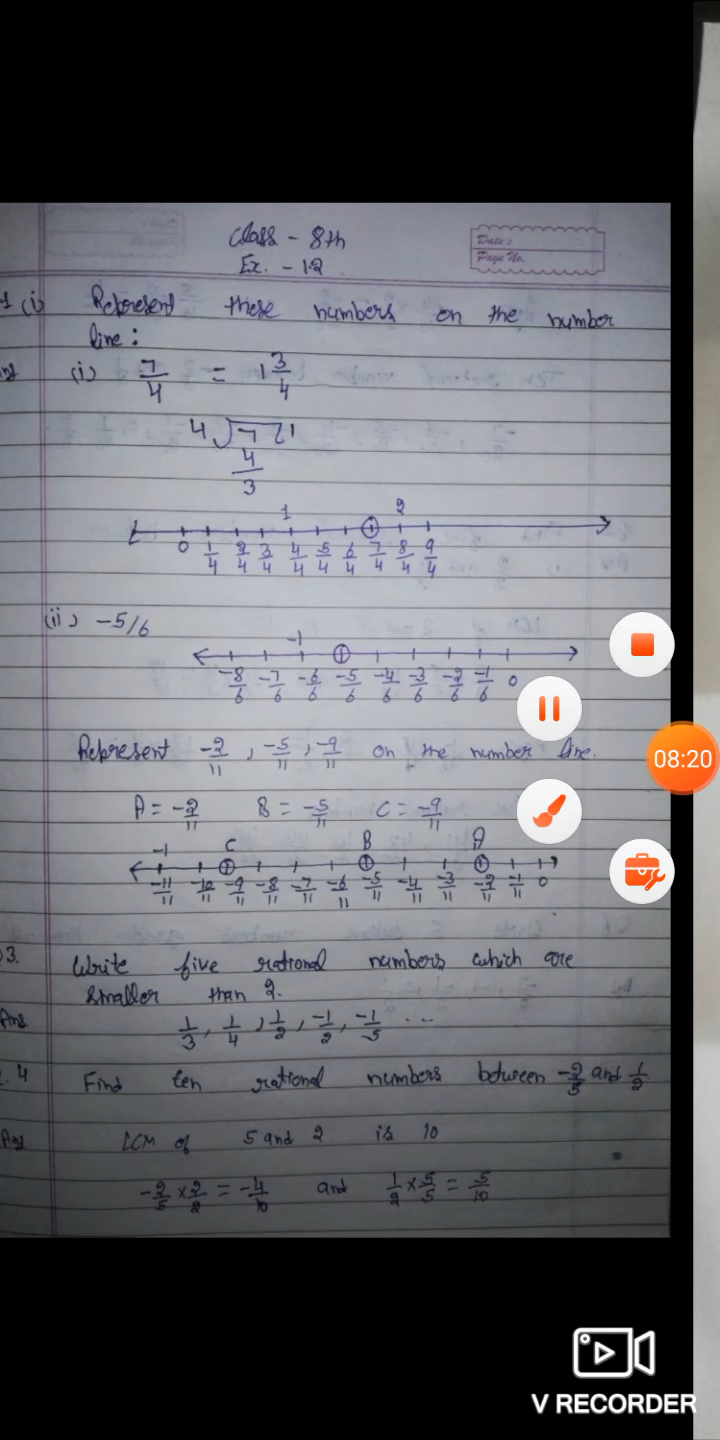 Class - 8th
Date :
Ex. - 1.2
Page No.
1 (i) Represent these numbers on the number
line :
Ans (i) 7/4 = 1 3/4
4 7 1
4
3
1 2
0 1/4 2/4 3/4 4/4 5/4 6/4 7/4 8/4 9/4
(ii) -5/6
-1
-8/6 -7/6 -6/6 -5/6 -4/6 -3/6 -2/6 -1/6 0
Represent -2/11 , -5/11 , -9/11 on the number line.
08:20
A = -2/11 B = -5/11 C = -9/11
-1 C B A
-11/11 -10/11 -9/11 -8/11 -7/11 -6/11 -5/11 -4/11 -3/11 -2/11 -1/11 0
3. Write five rational numbers which are
smaller than 2.
Ans 1/3 , 1/4 , 1/2 , -1/2 , -1/5 ...
.4 Find ten rational numbers between -2/5 and 1/2
Ans LCM of 5 and 2 is 10
-2/5 × 2/2 = -4/10 and 1/2 × 5/5 = 5/10
V RECORDER